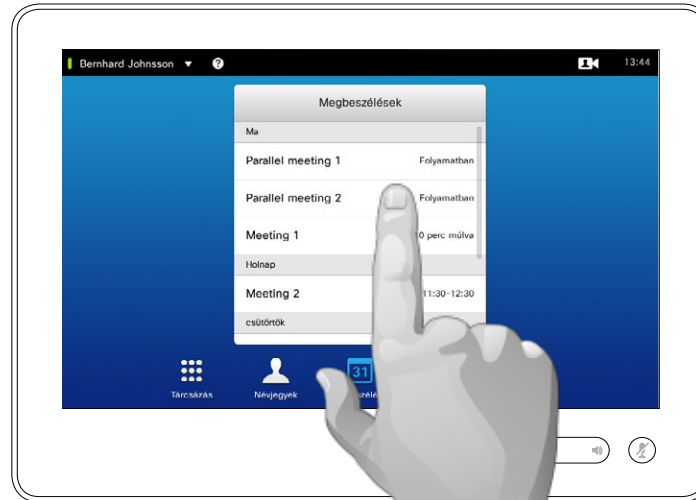 Bernhard Johnsson ? 13:44
Megbeszélések
Ma
Parallel meeting 1 Folyamatban
Parallel meeting 2 Folyamatban
Meeting 1 perc múlva
Holnap
Meeting 2 11:30-12:30
csütörtök
31
Tárcsázás Névjegyek